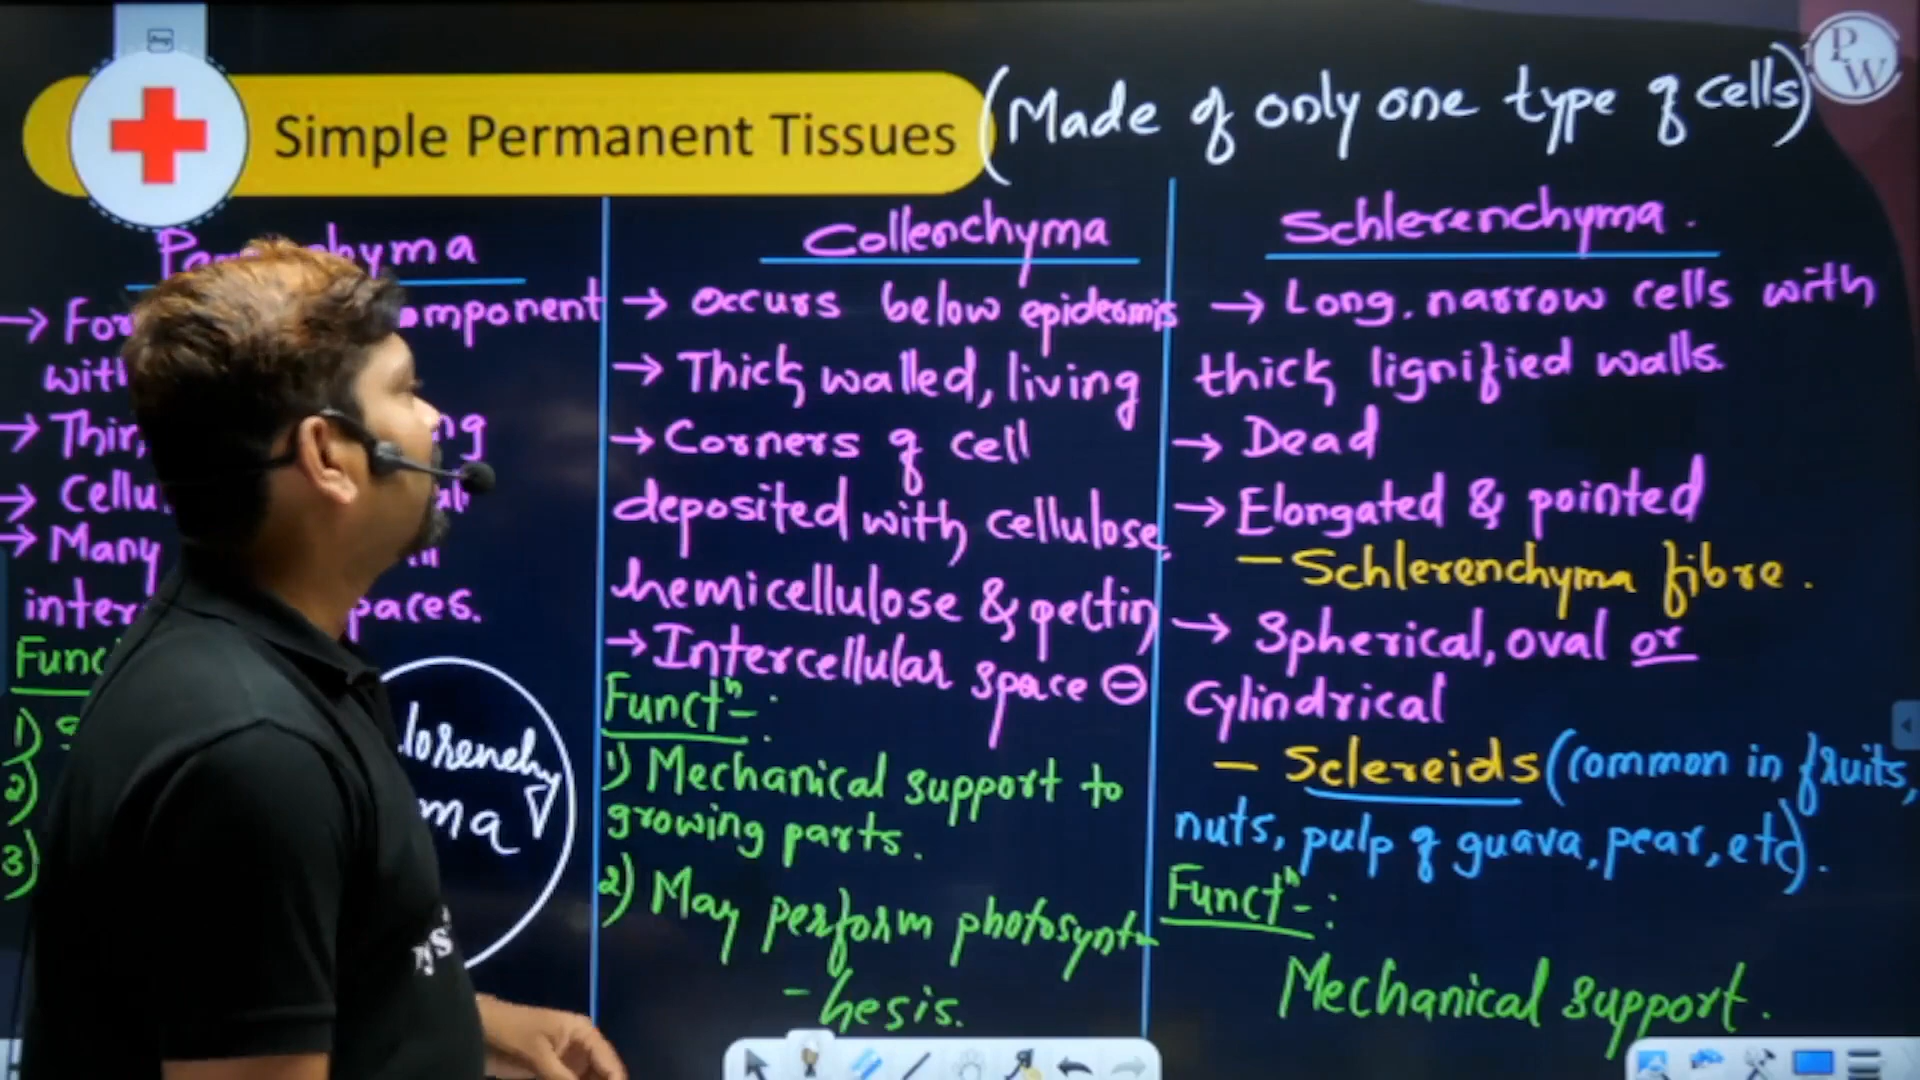 Simple Permanent Tissues (Made of only one type of cells)
PW
omponent
paces.
Collenchyma
→ Occurs below epidermis
→ Thick walled, living
→ Corners of cell
deposited with cellulose,
hemicellulose & pectin
→ Intercellular space ⊖
Functⁿ-:
1) Mechanical support to
growing parts.
2) May perform photosynt
- hesis.
Schlerenchyma.
→ Long, narrow cells with
thick lignified walls.
→ Dead
→ Elongated & pointed
- Schlerenchyma fibre.
→ Spherical, oval or
Cylindrical
- Sclereids (common in fruits,
nuts, pulp of guava, pear, etc).
Functⁿ-:
Mechanical support.